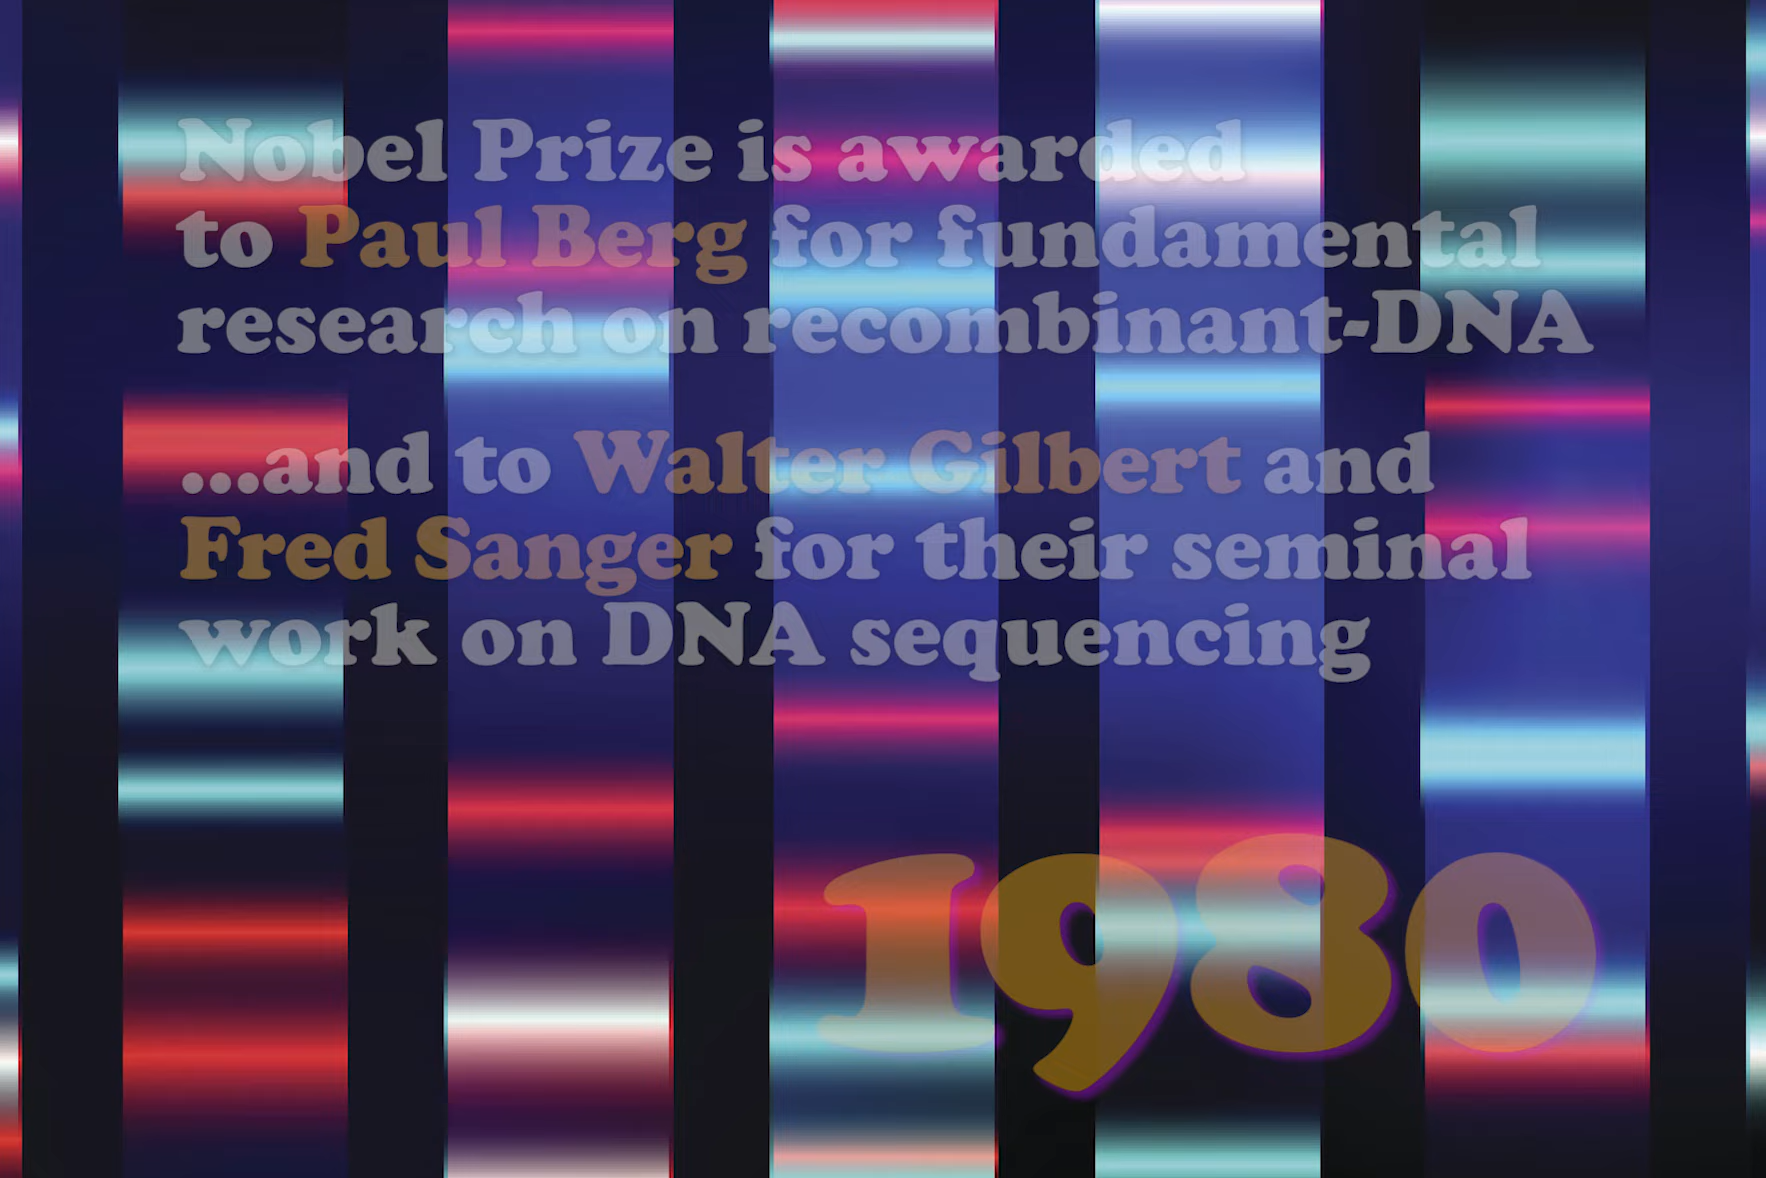 Nobel Prize is awarded
to Paul Berg for fundamental
research on recombinant-DNA
...and to Walter Gilbert and
Fred Sanger for their seminal
work on DNA sequencing
1980